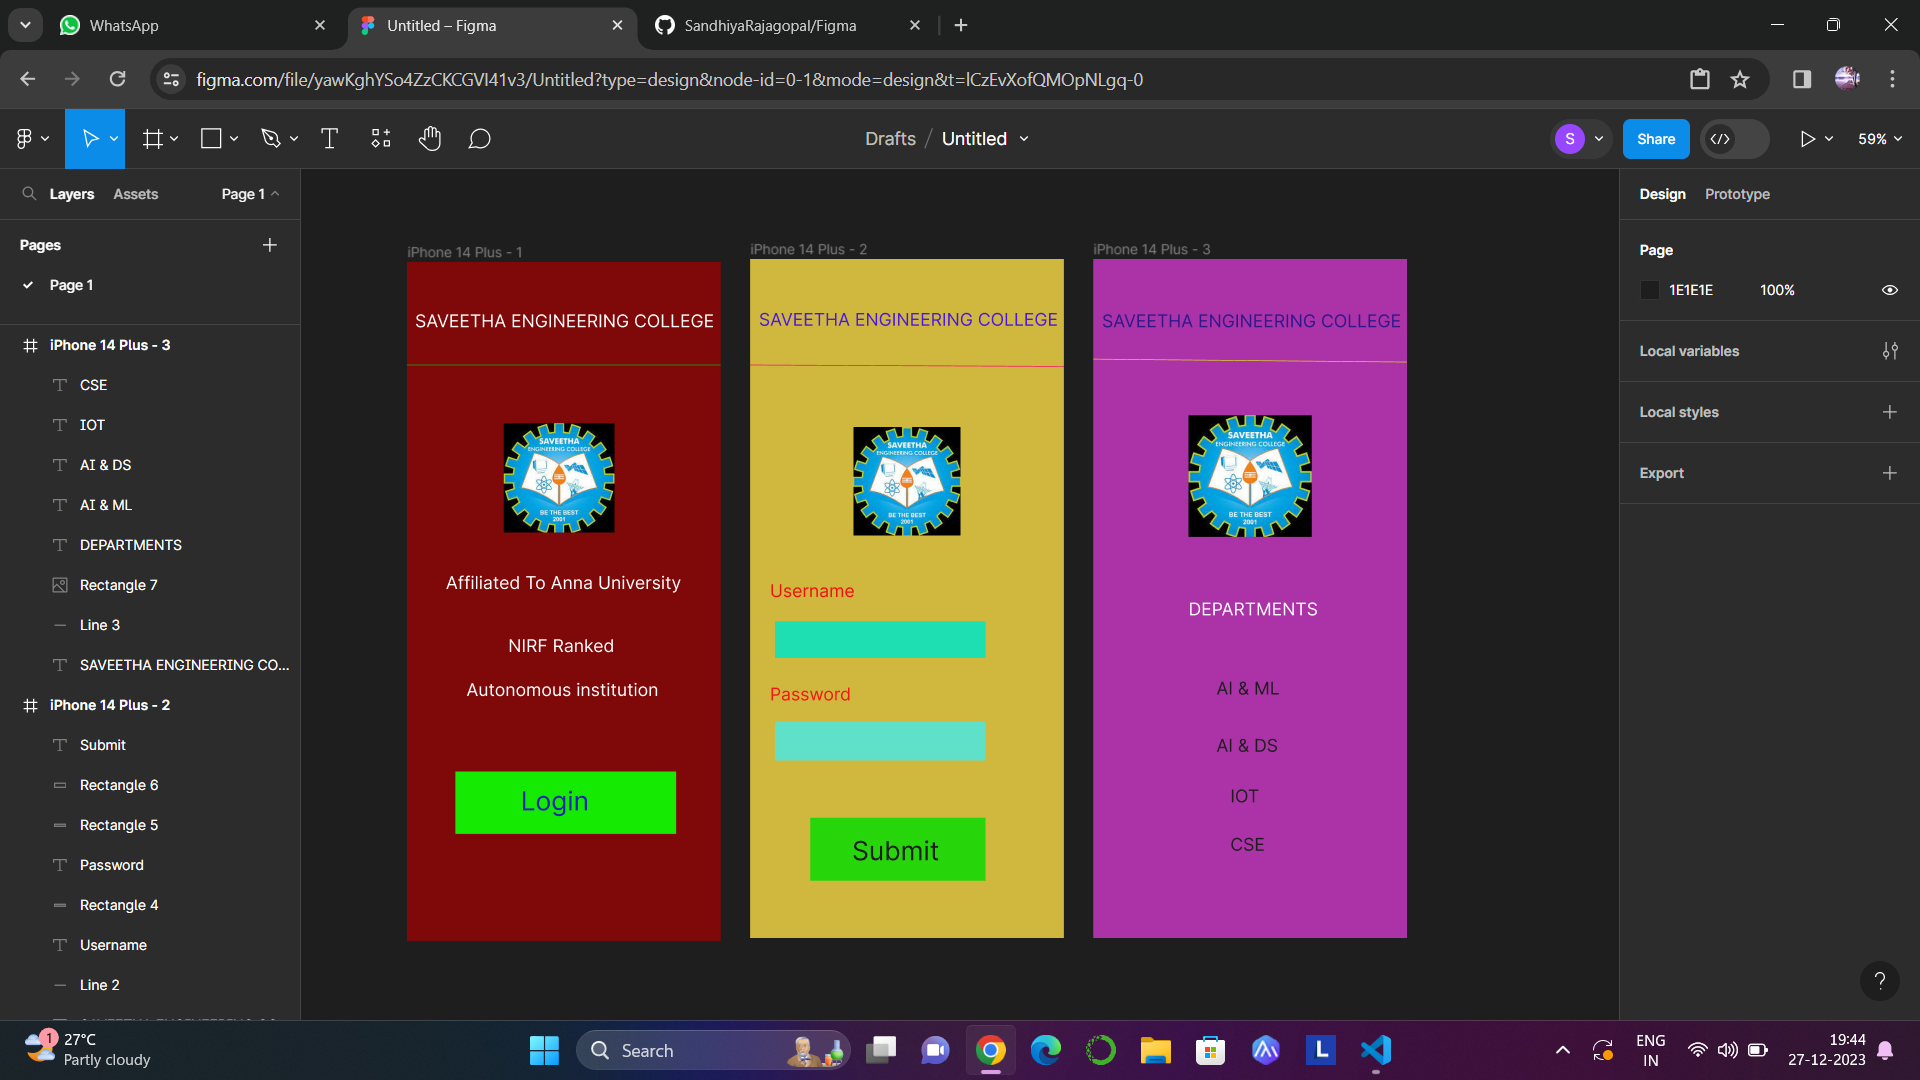 WhatsApp
Untitled – Figma
SandhiyaRajagopal/Figma
figma.com/file/yawKghYSo4ZzCKCGVI41v3/Untitled?type=design&node-id=0-1&mode=design&t=lCzEvXofQMOpNLgq-0
Drafts / Untitled
S
Share
59%
Layers
Assets
Page 1
Pages
Page 1
iPhone 14 Plus - 3
CSE
IOT
AI & DS
AI & ML
DEPARTMENTS
Rectangle 7
Line 3
SAVEETHA ENGINEERING CO...
iPhone 14 Plus - 2
Submit
Rectangle 6
Rectangle 5
Password
Rectangle 4
Username
Line 2
iPhone 14 Plus - 1
SAVEETHA ENGINEERING COLLEGE
SAVEETHA
ENGINEERING COLLEGE
BE THE BEST
2001
Affiliated To Anna University
NIRF Ranked
Autonomous institution
Login
iPhone 14 Plus - 2
SAVEETHA ENGINEERING COLLEGE
SAVEETHA
ENGINEERING COLLEGE
BE THE BEST
2001
Username
Password
Submit
iPhone 14 Plus - 3
SAVEETHA ENGINEERING COLLEGE
SAVEETHA
ENGINEERING COLLEGE
BE THE BEST
2001
DEPARTMENTS
AI & ML
AI & DS
IOT
CSE
Design
Prototype
Page
1E1E1E
100%
Local variables
Local styles
Export
?
1
27°C
Partly cloudy
Search
L
ENG
IN
19:44
27-12-2023